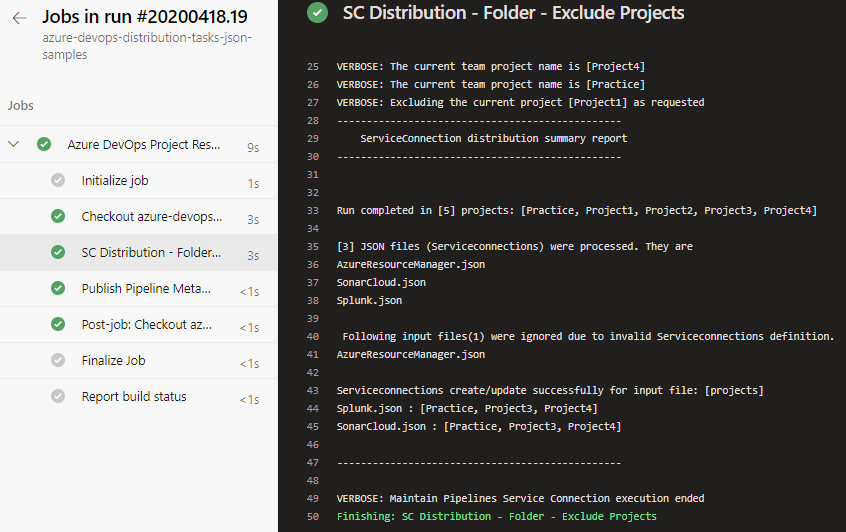 Jobs in run #20200418.19
azure-devops-distribution-tasks-json-
samples
Jobs
Azure DevOps Project Res... 9s
Initialize job 1s
Checkout azure-devops... 3s
SC Distribution - Folder... 3s
Publish Pipeline Meta... <1s
Post-job: Checkout az... <1s
Finalize Job <1s
Report build status <1s
SC Distribution - Folder - Exclude Projects
25 VERBOSE: The current team project name is [Project4]
26 VERBOSE: The current team project name is [Practice]
27 VERBOSE: Excluding the current project [Project1] as requested
28 ------------------------------------------------
29 ServiceConnection distribution summary report
30 ------------------------------------------------
31
32
33 Run completed in [5] projects: [Practice, Project1, Project2, Project3, Project4]
34
35 [3] JSON files (Serviceconnections) were processed. They are
36 AzureResourceManager.json
37 SonarCloud.json
38 Splunk.json
39
40 Following input files(1) were ignored due to invalid Serviceconnections definition.
41 AzureResourceManager.json
42
43 Serviceconnections create/update successfully for input file: [projects]
44 Splunk.json : [Practice, Project3, Project4]
45 SonarCloud.json : [Practice, Project3, Project4]
46
47 ------------------------------------------------
48
49 VERBOSE: Maintain Pipelines Service Connection execution ended
50 Finishing: SC Distribution - Folder - Exclude Projects